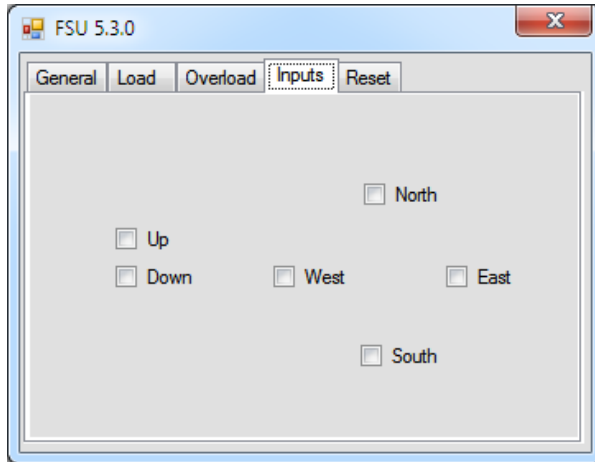 FSU 5.3.0
General Load Overload Inputs Reset
North
Up
Down West East
South